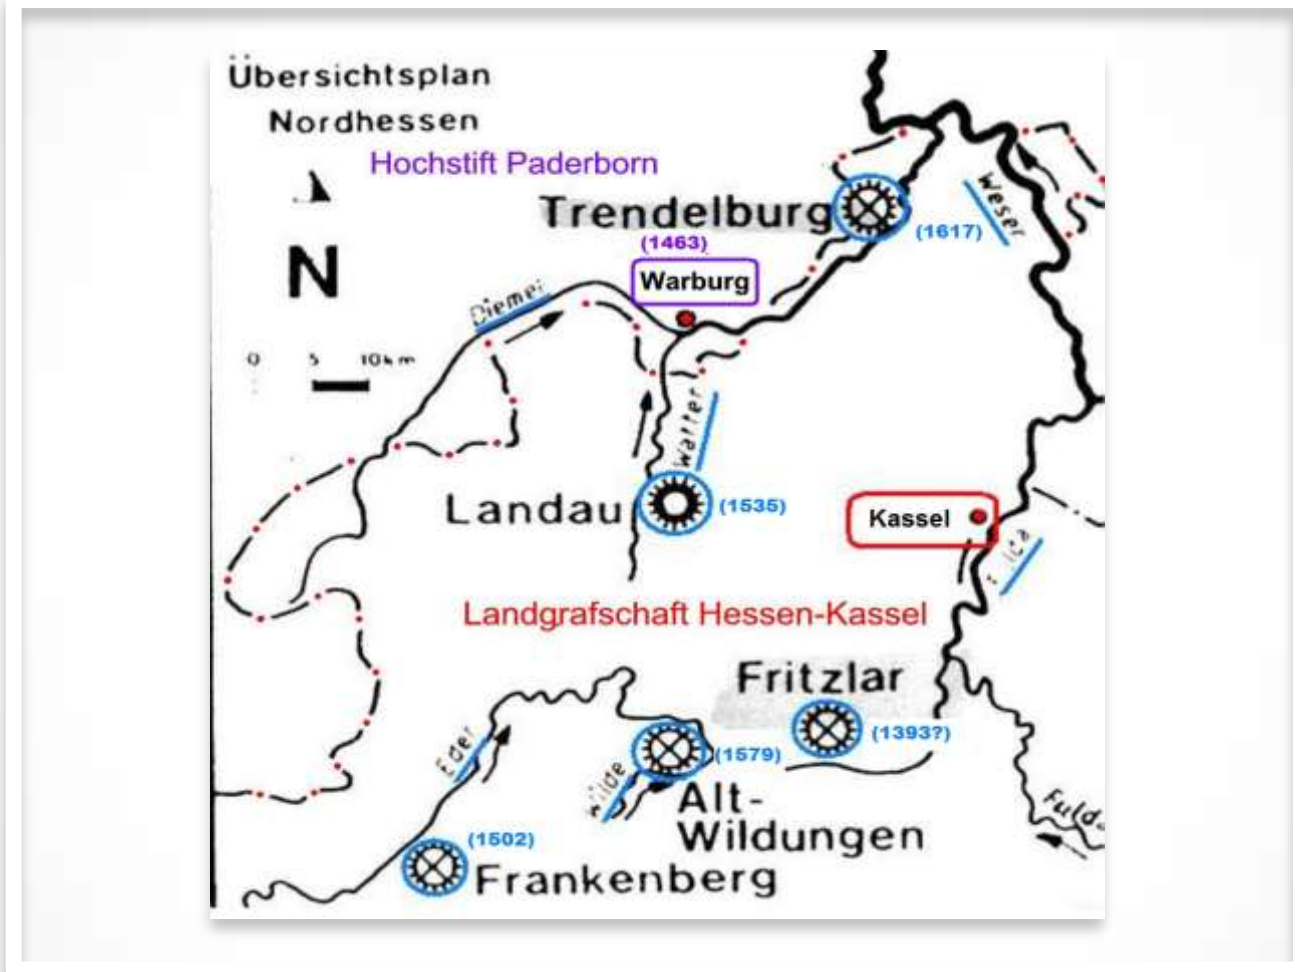 Übersichtsplan
Nordhessen
Hochstift Paderborn
Trendelburg
(1617)
Weser
(1463)
Warburg
N
Diemel
0 5 10km
Watter
Landau
(1535)
Kassel
Landgrafschaft Hessen-Kassel
Fritzlar
(1393?)
Eder
(1579)
Wilde
Alt-
Wildungen
Fulda
(1502)
Frankenberg